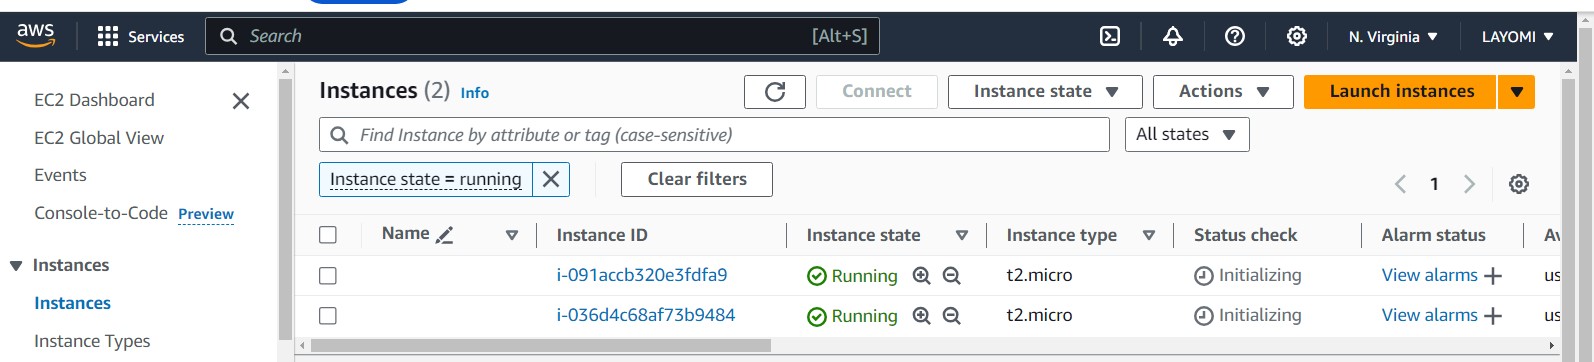 aws Services Search [Alt+S] N. Virginia LAYOMI
EC2 Dashboard
EC2 Global View
Events
Console-to-Code Preview
Instances
Instances
Instance Types
Instances (2) Info Connect Instance state Actions Launch instances
Find Instance by attribute or tag (case-sensitive) All states
Instance state = running Clear filters
1
Name Instance ID Instance state Instance type Status check Alarm status Av
i-091accb320e3fdfa9 Running t2.micro Initializing View alarms + us
i-036d4c68af73b9484 Running t2.micro Initializing View alarms + us